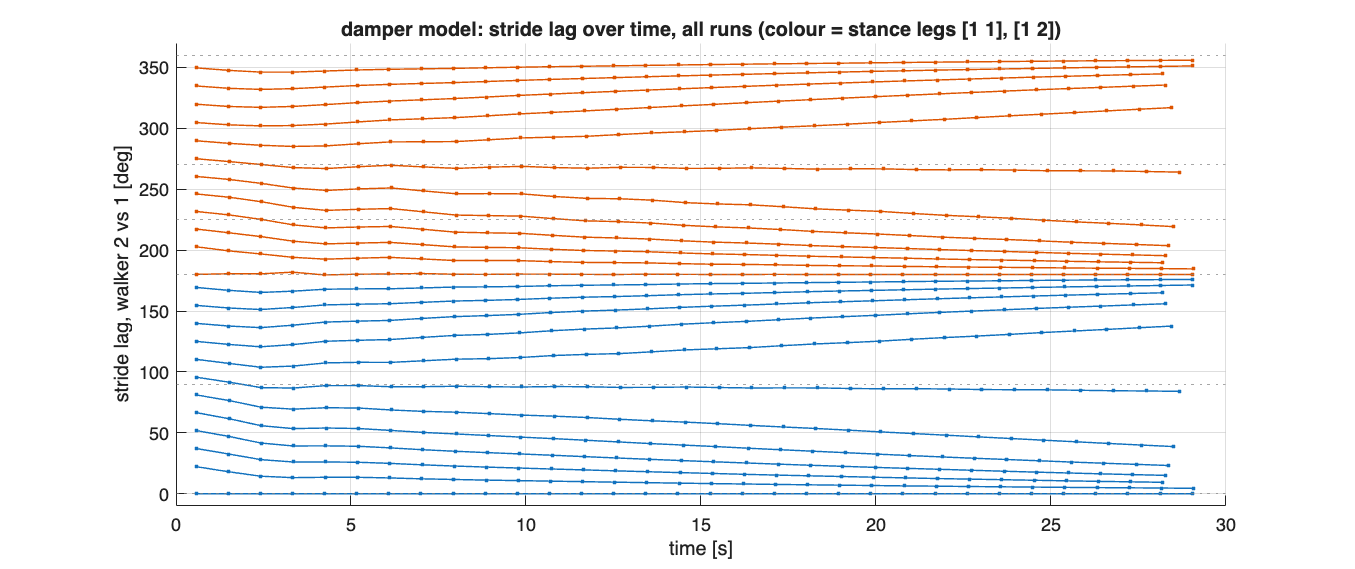 damper model: stride lag over time, all runs (colour = stance legs [1 1], [1 2])
stride lag, walker 2 vs 1 [deg]
350
300
250
200
150
100
50
0
0 5 10 15 20 25 30
time [s]